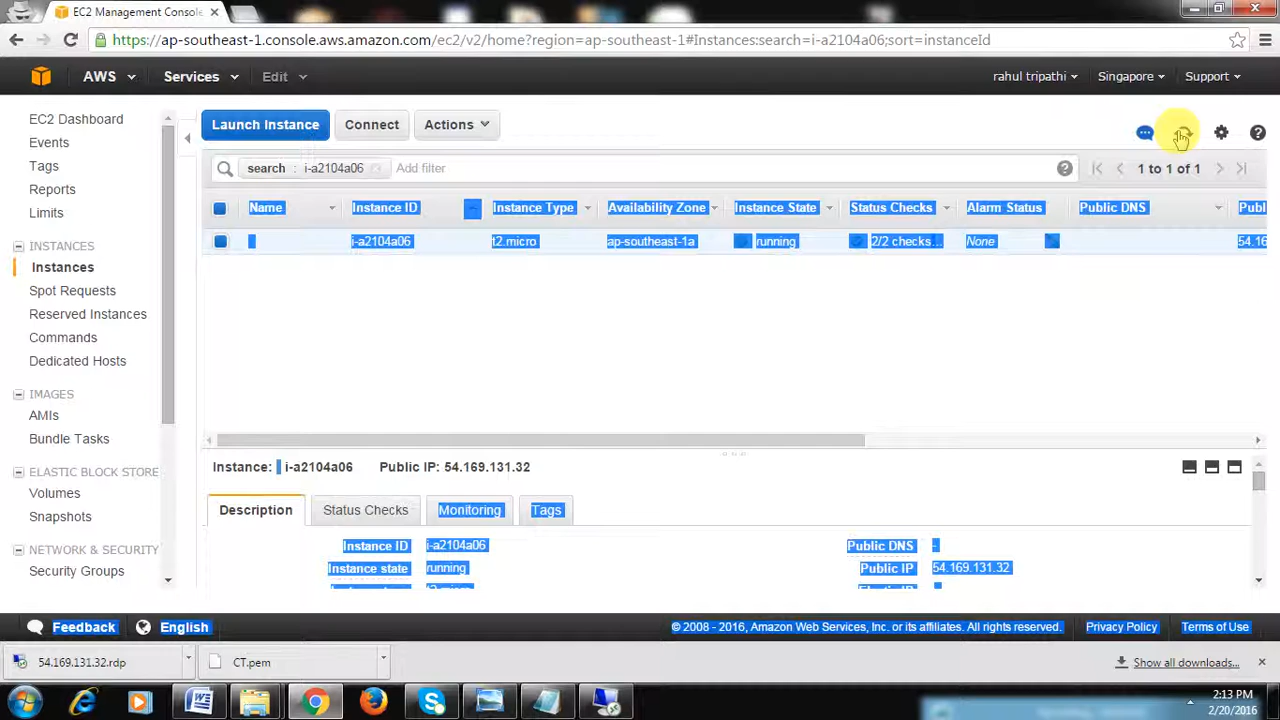 EC2 Management Conso
https://ap-southeast-1.console.aws.amazon.com/ec2/v2/home?region=ap-southeast-1#Instances:search=i-a2104a06;sort=instanceId
AWS Services Edit rahul tripathi Singapore Support
EC2 Dashboard
Events
Tags
Reports
Limits
INSTANCES
Instances
Spot Requests
Reserved Instances
Commands
Dedicated Hosts
IMAGES
AMIs
Bundle Tasks
ELASTIC BLOCK STORE
Volumes
Snapshots
NETWORK & SECURITY
Security Groups
Launch Instance Connect Actions
search : i-a2104a06 Add filter 1 to 1 of 1
Name Instance ID Instance Type Availability Zone Instance State Status Checks Alarm Status Public DNS Publ
i-a2104a06 t2.micro ap-southeast-1a running 2/2 checks... None 54.16
Instance: i-a2104a06 Public IP: 54.169.131.32
Description Status Checks Monitoring Tags
Instance ID i-a2104a06 Public DNS -
Instance state running Public IP 54.169.131.32
Feedback English © 2008 - 2016, Amazon Web Services, Inc. or its affiliates. All rights reserved. Privacy Policy Terms of Use
54.169.131.32.rdp CT.pem Show all downloads...
2:13 PM
2/20/2016